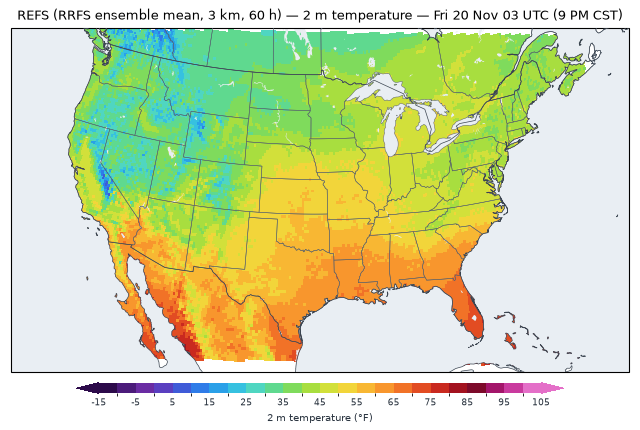 REFS (RRFS ensemble mean, 3 km, 60 h) — 2 m temperature — Fri 20 Nov 03 UTC (9 PM CST)
-15 -5 5 15 25 35 45 55 65 75 85 95 105
2 m temperature (°F)